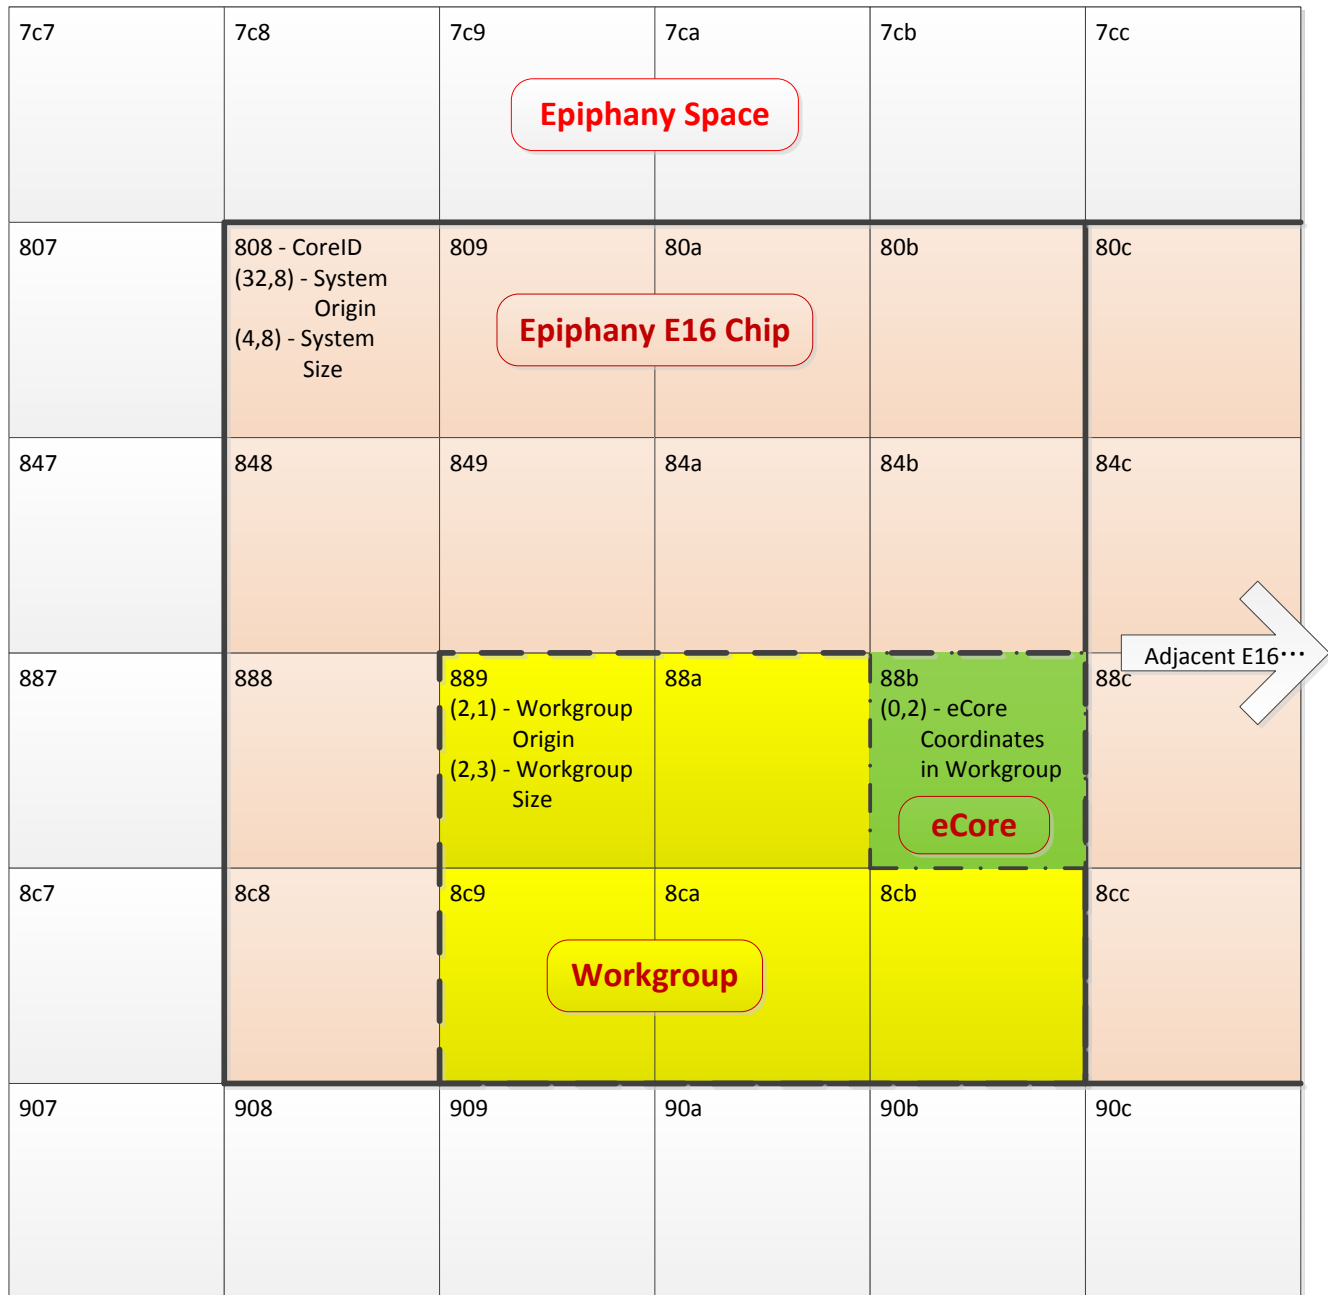 7c7
7c8
7c9
7ca
7cb
7cc
Epiphany Space
807
808 - CoreID
(32,8) - System
Origin
(4,8) - System
Size
809
80a
80b
80c
Epiphany E16 Chip
847
848
849
84a
84b
84c
Adjacent E16···
887
888
889
(2,1) - Workgroup
Origin
(2,3) - Workgroup
Size
88a
88b
(0,2) - eCore
Coordinates
in Workgroup
eCore
88c
8c7
8c8
8c9
8ca
8cb
8cc
Workgroup
907
908
909
90a
90b
90c